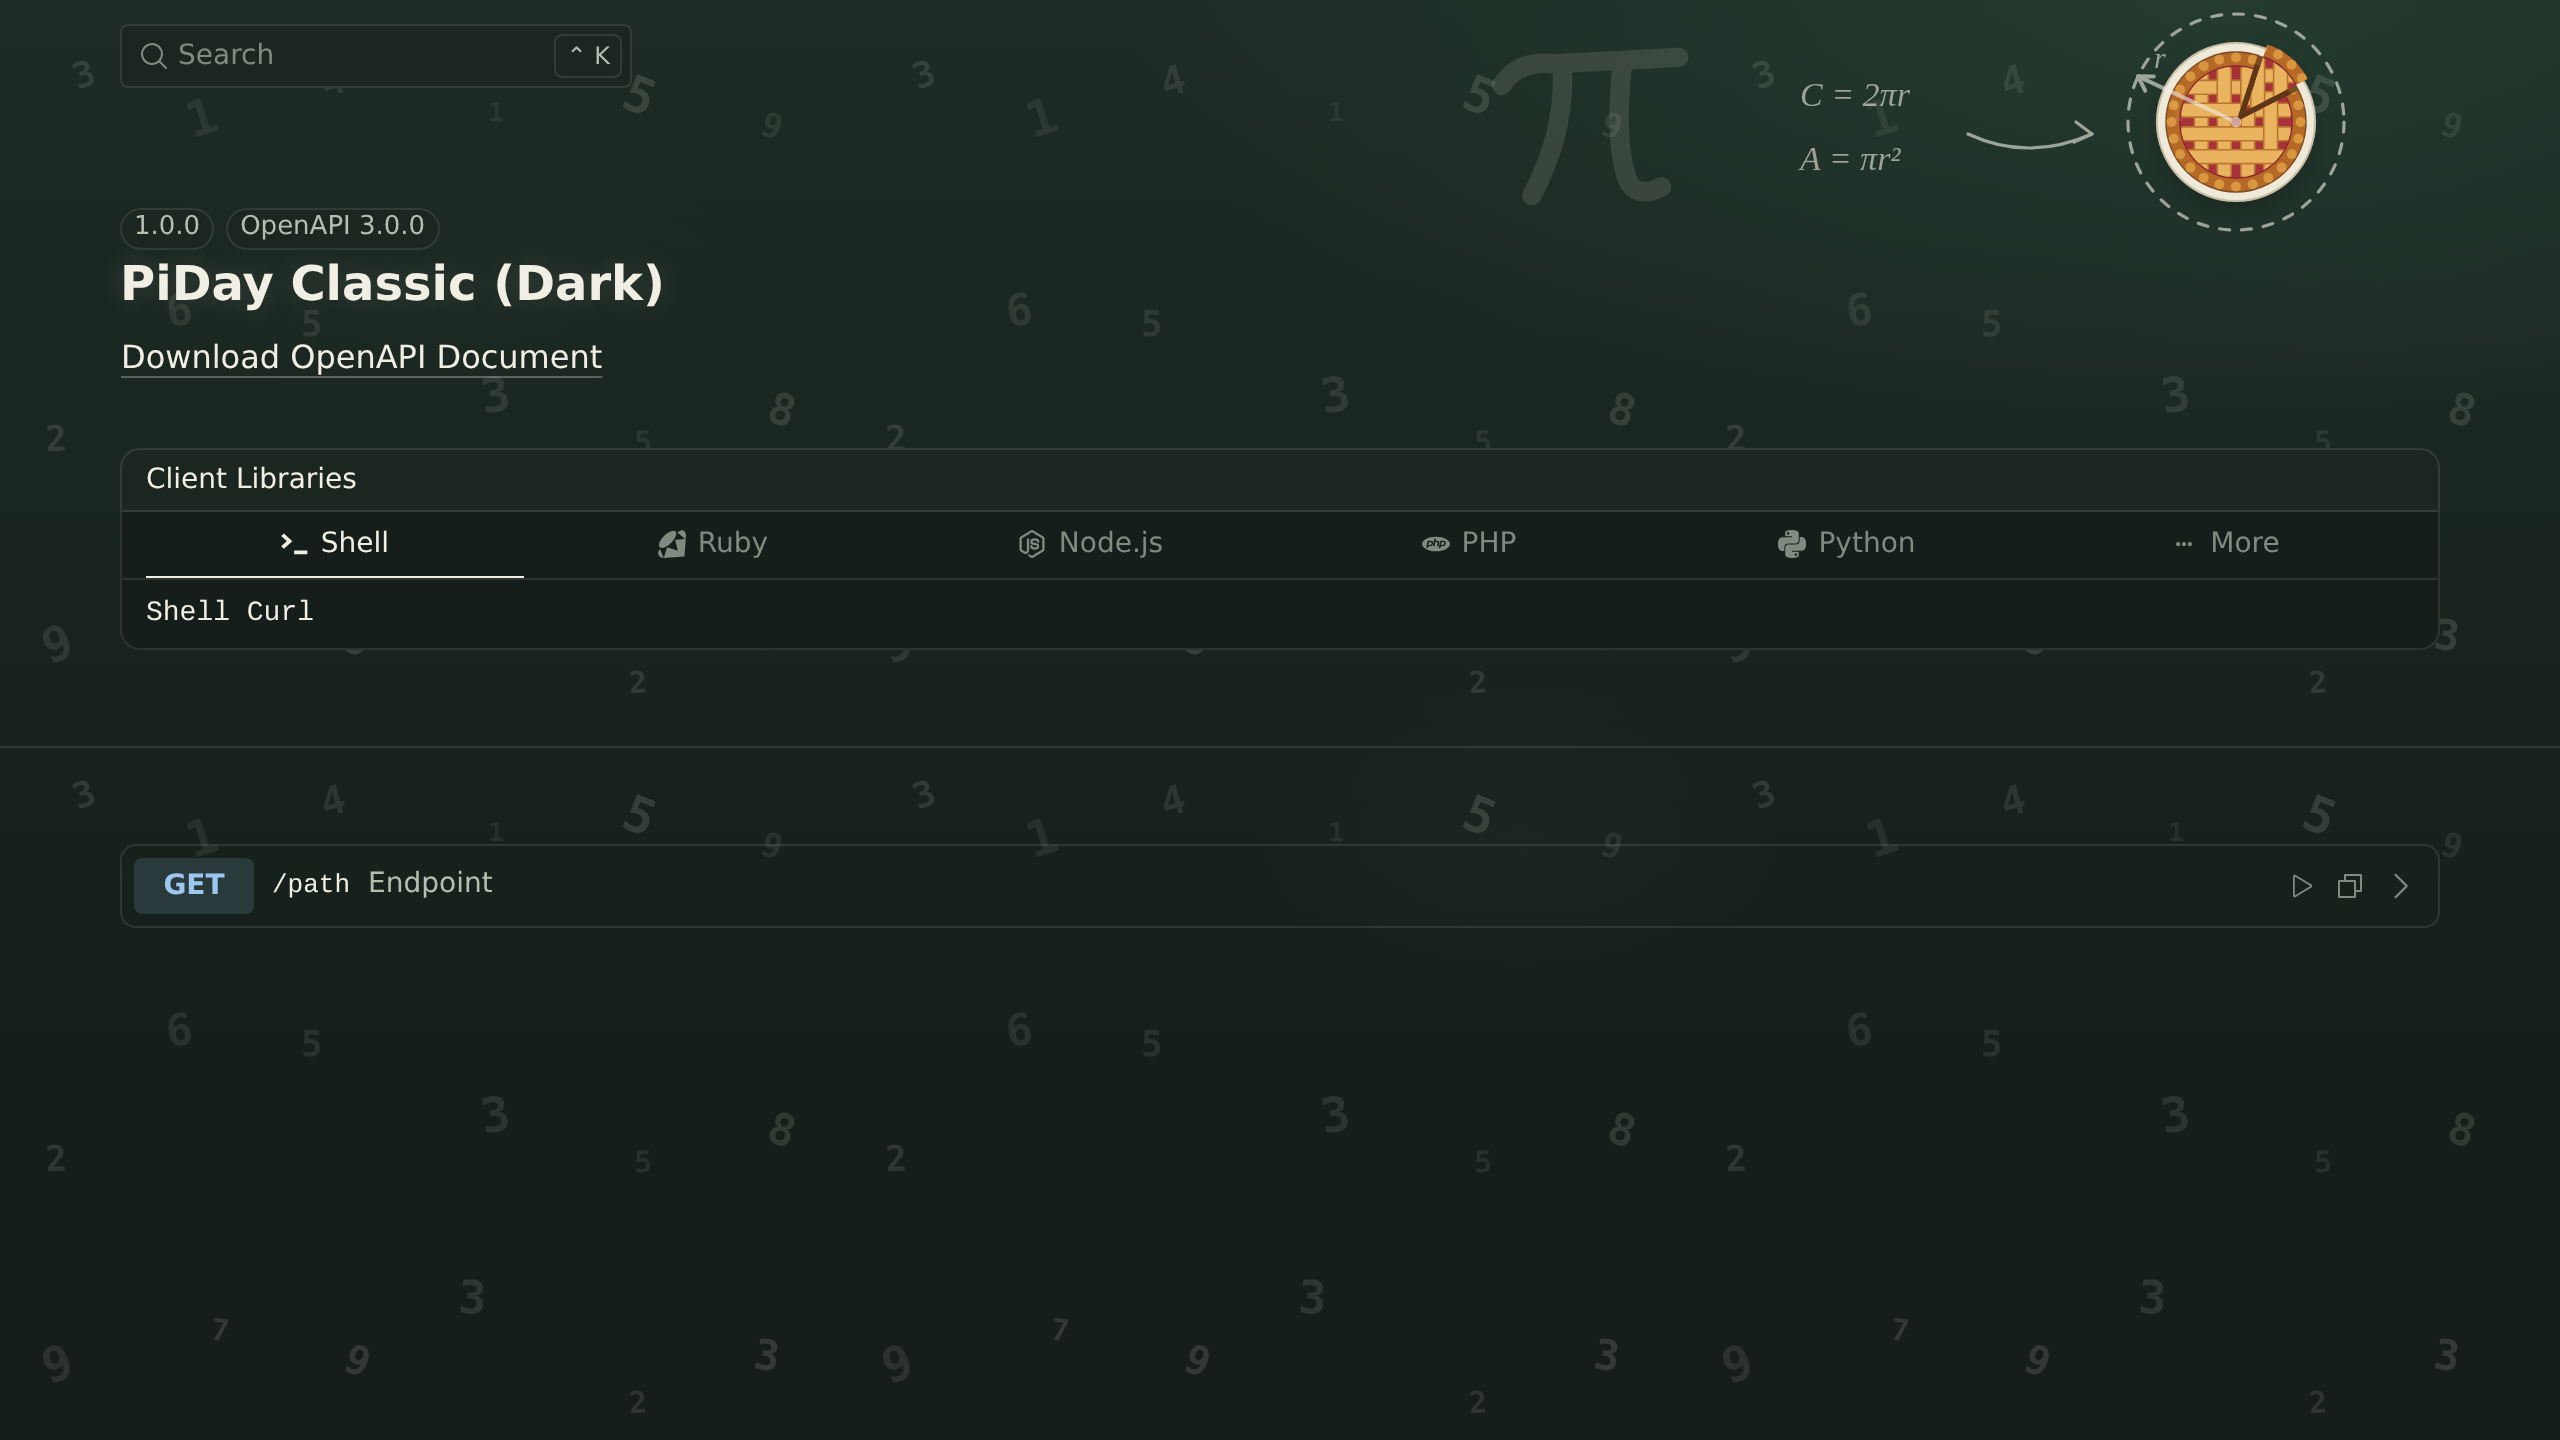 Search
⌃ K
π
C = 2πr
A = πr²
r
1.0.0
OpenAPI 3.0.0
PiDay Classic (Dark)
Download OpenAPI Document
Client Libraries
Shell
Ruby
Node.js
PHP
Python
More
Shell Curl
GET /path Endpoint